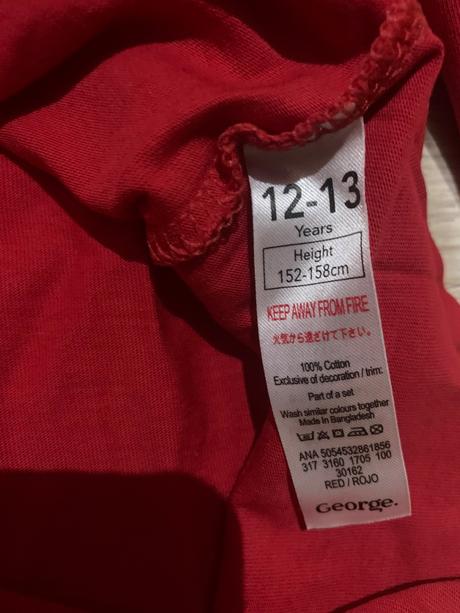 12-13
Years
Height
152-158cm
KEEP AWAY FROM FIRE
火気から遠ざけて下さい。
100% Cotton
Exclusive of decoration / trim:
Part of a set
Wash similar colours together
Made In Bangladesh
ANA 5054532861856
317 3160 1705 100
30162
RED / ROJO
George.